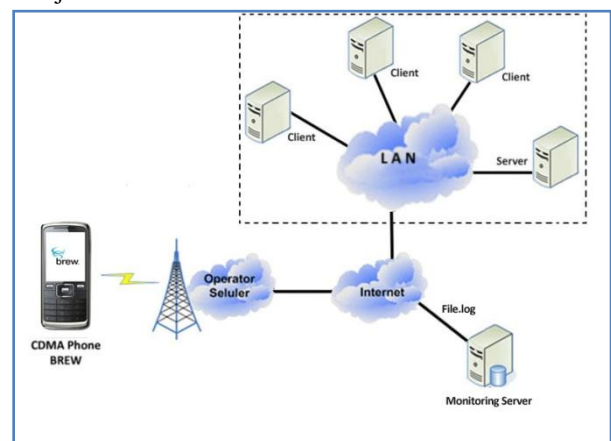 Client
Client
Client
LAN
Server
brew.
Operator
Seluler
Internet
File.log
CDMA Phone
BREW
Monitoring Server